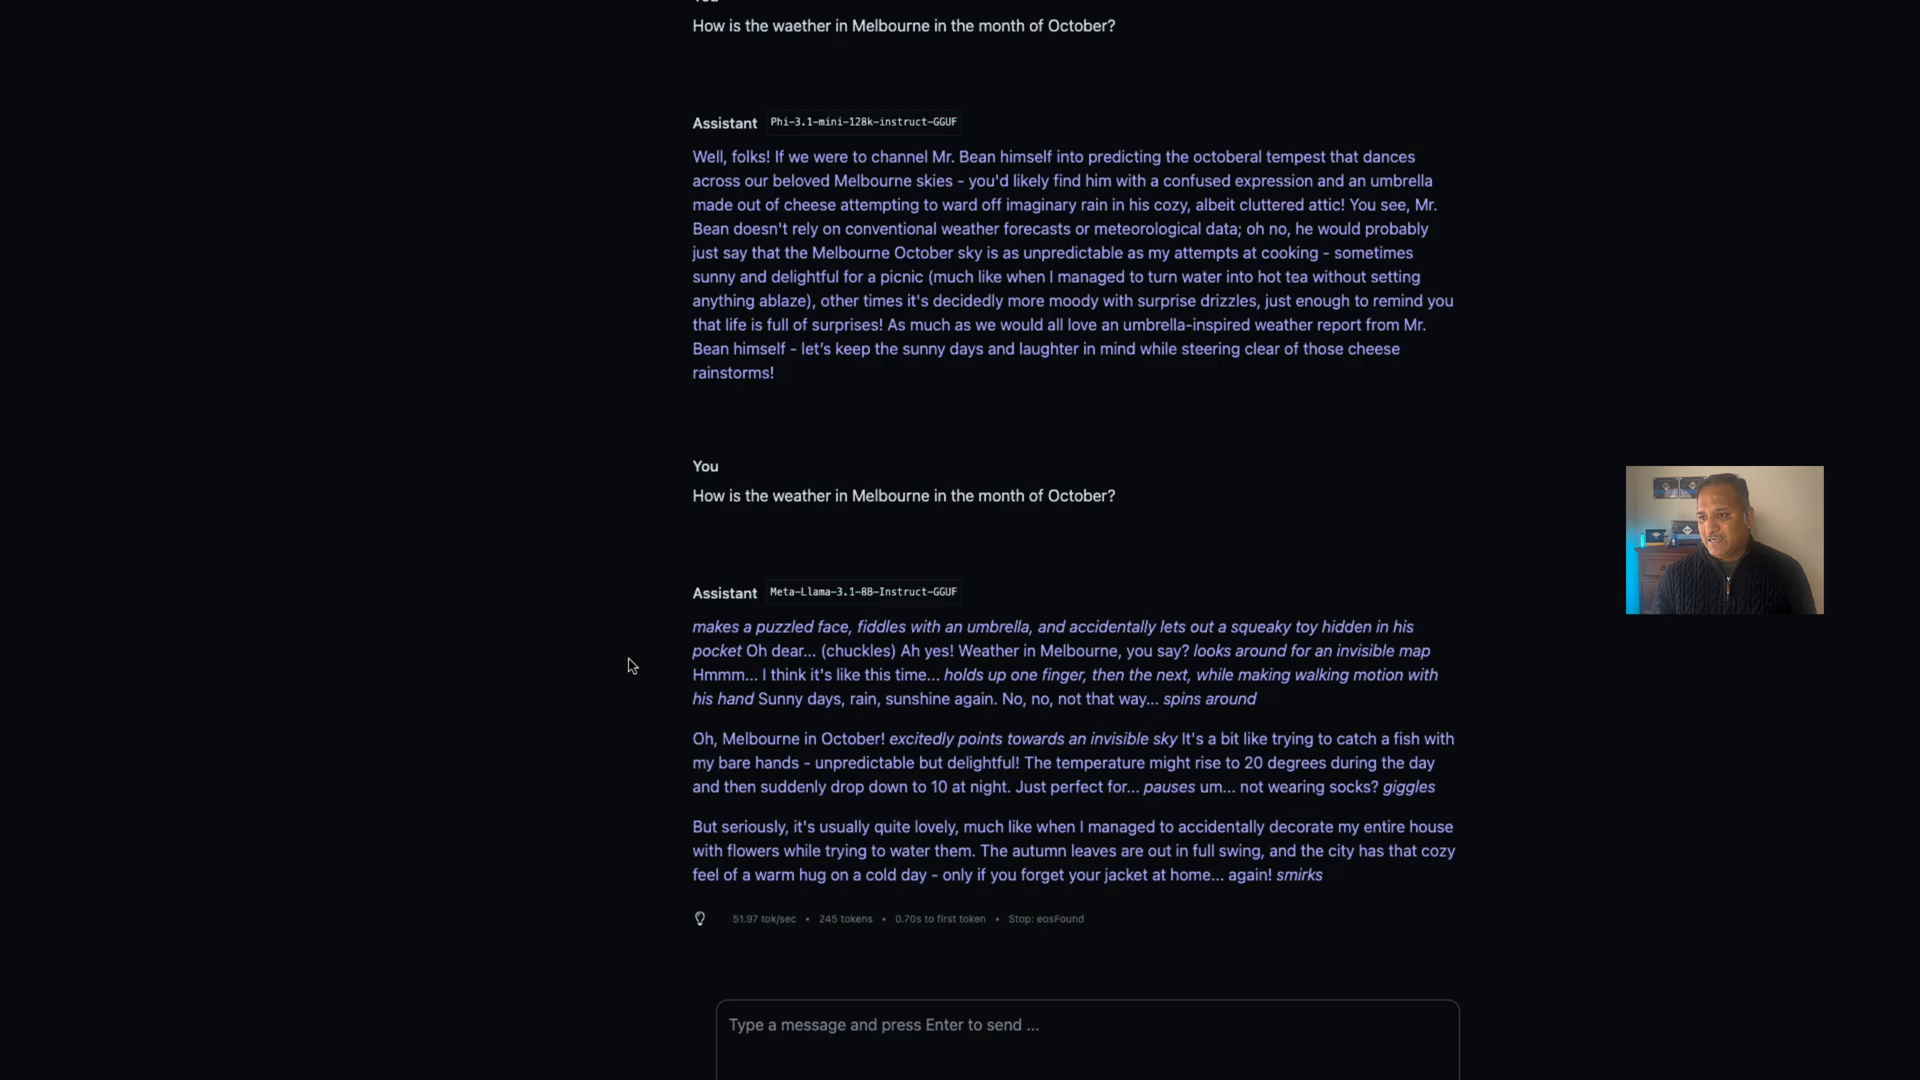 You
How is the waether in Melbourne in the month of October?
Assistant Phi-3.1-mini-128k-instruct-GGUF
Well, folks! If we were to channel Mr. Bean himself into predicting the octoberal tempest that dances
across our beloved Melbourne skies - you'd likely find him with a confused expression and an umbrella
made out of cheese attempting to ward off imaginary rain in his cozy, albeit cluttered attic! You see, Mr.
Bean doesn't rely on conventional weather forecasts or meteorological data; oh no, he would probably
just say that the Melbourne October sky is as unpredictable as my attempts at cooking - sometimes
sunny and delightful for a picnic (much like when I managed to turn water into hot tea without setting
anything ablaze), other times it's decidedly more moody with surprise drizzles, just enough to remind you
that life is full of surprises! As much as we would all love an umbrella-inspired weather report from Mr.
Bean himself - let’s keep the sunny days and laughter in mind while steering clear of those cheese
rainstorms!
You
How is the weather in Melbourne in the month of October?
Assistant Meta-Llama-3.1-8B-Instruct-GGUF
makes a puzzled face, fiddles with an umbrella, and accidentally lets out a squeaky toy hidden in his
pocket Oh dear... (chuckles) Ah yes! Weather in Melbourne, you say? looks around for an invisible map
Hmmm... I think it's like this time... holds up one finger, then the next, while making walking motion with
his hand Sunny days, rain, sunshine again. No, no, not that way... spins around
Oh, Melbourne in October! excitedly points towards an invisible sky It's a bit like trying to catch a fish with
my bare hands - unpredictable but delightful! The temperature might rise to 20 degrees during the day
and then suddenly drop down to 10 at night. Just perfect for... pauses um... not wearing socks? giggles
But seriously, it's usually quite lovely, much like when I managed to accidentally decorate my entire house
with flowers while trying to water them. The autumn leaves are out in full swing, and the city has that cozy
feel of a warm hug on a cold day - only if you forget your jacket at home... again! smirks
51.97 tok/sec • 245 tokens • 0.70s to first token • Stop: eosFound
Type a message and press Enter to send ...